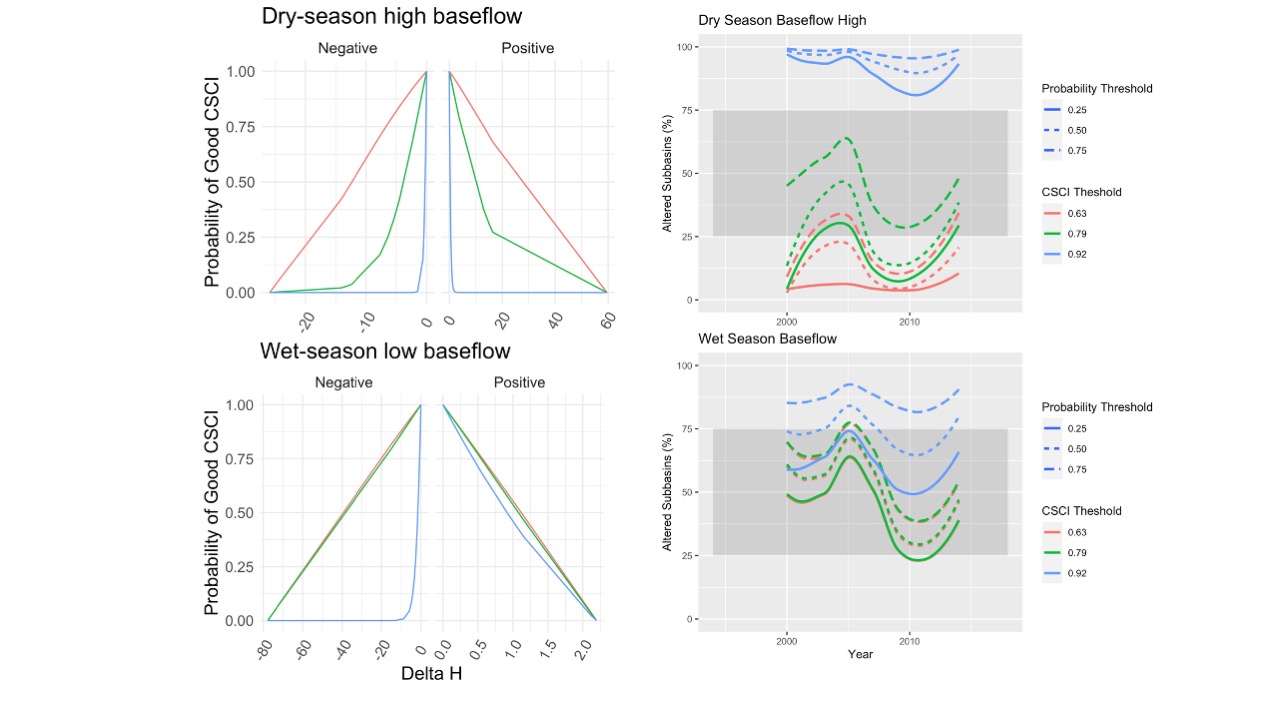 Dry-season high baseflow
Negative Positive
Probability of Good CSCI
1.00
0.75
0.50
0.25
0.00
-20 -10 0 0 20 40 60
Wet-season low baseflow
Negative Positive
Probability of Good CSCI
1.00
0.75
0.50
0.25
0.00
-80 -60 -40 -20 0 0.0 0.5 1.0 1.5 2.0
Delta H
Dry Season Baseflow High
Altered Subbasins (%)
100
75
50
25
0
2000 2010
Probability Threshold
0.25
0.50
0.75
CSCI Theshold
0.63
0.79
0.92
Wet Season Baseflow
Altered Subbasins (%)
100
75
50
25
0
2000 2010
Year
Probability Threshold
0.25
0.50
0.75
CSCI Theshold
0.63
0.79
0.92